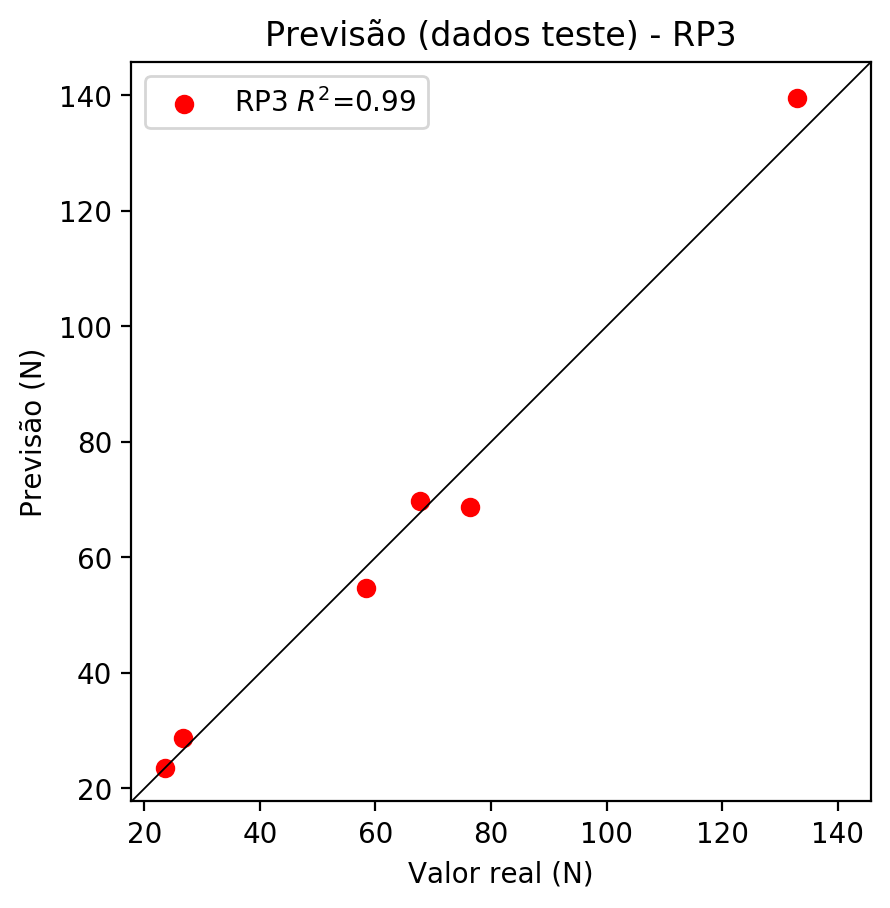 Previsão (dados teste) - RP3
RP3 R²=0.99
Previsão (N)
140
120
100
80
60
40
20
20 40 60 80 100 120 140
Valor real (N)